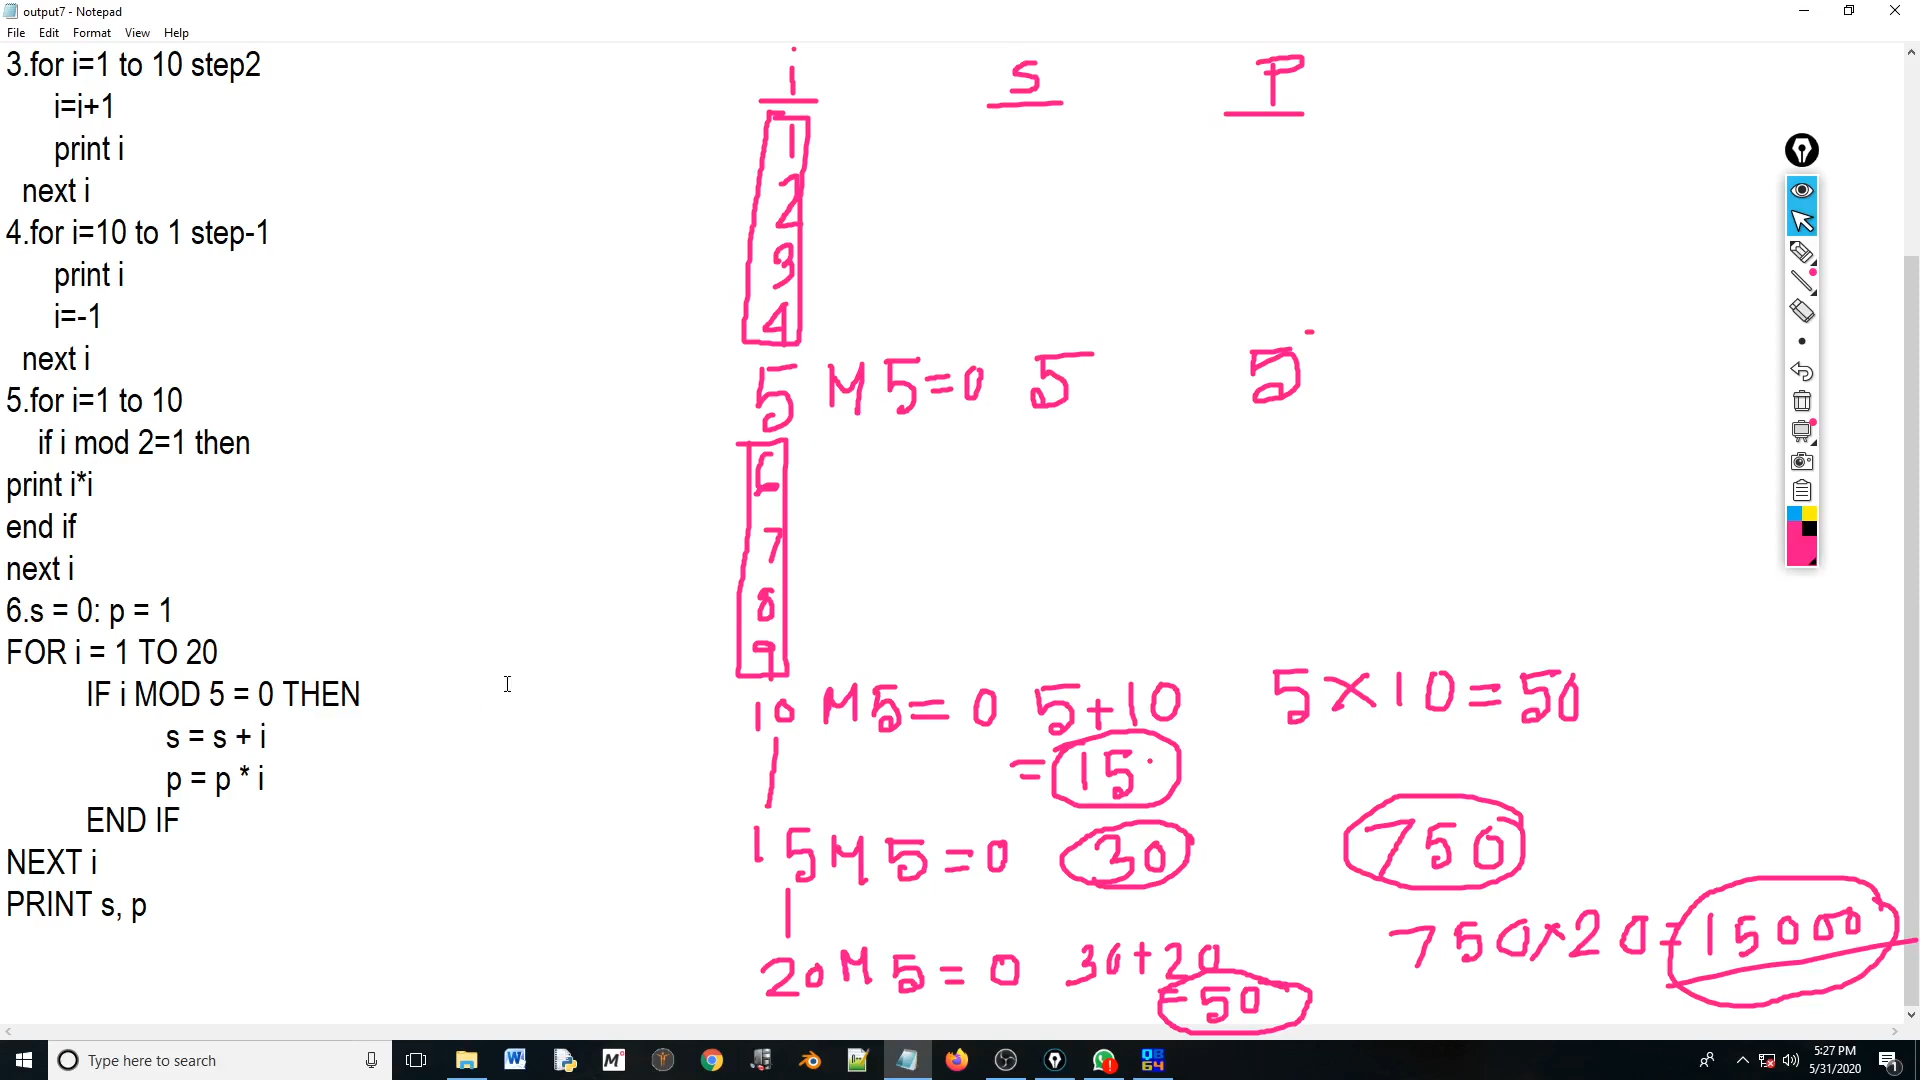 output7 - Notepad
File Edit Format View Help
3.for i=1 to 10 step2
i=i+1
print i
next i
4.for i=10 to 1 step-1
print i
i=-1
next i
5.for i=1 to 10
if i mod 2=1 then
print i*i
end if
next i
6.s = 0: p = 1
FOR i = 1 TO 20
IF i MOD 5 = 0 THEN
s = s + i
p = p * i
END IF
NEXT i
PRINT s, p
i S P
1
2
3
4
5 M 5=0 5 5
6
7
8
9
10 M5=0 5+10 5×10=50
=15
15 M 5=0 30 750
20 M 5=0 30+20 750×20=15000
=50
Type here to search
5:27 PM
5/31/2020